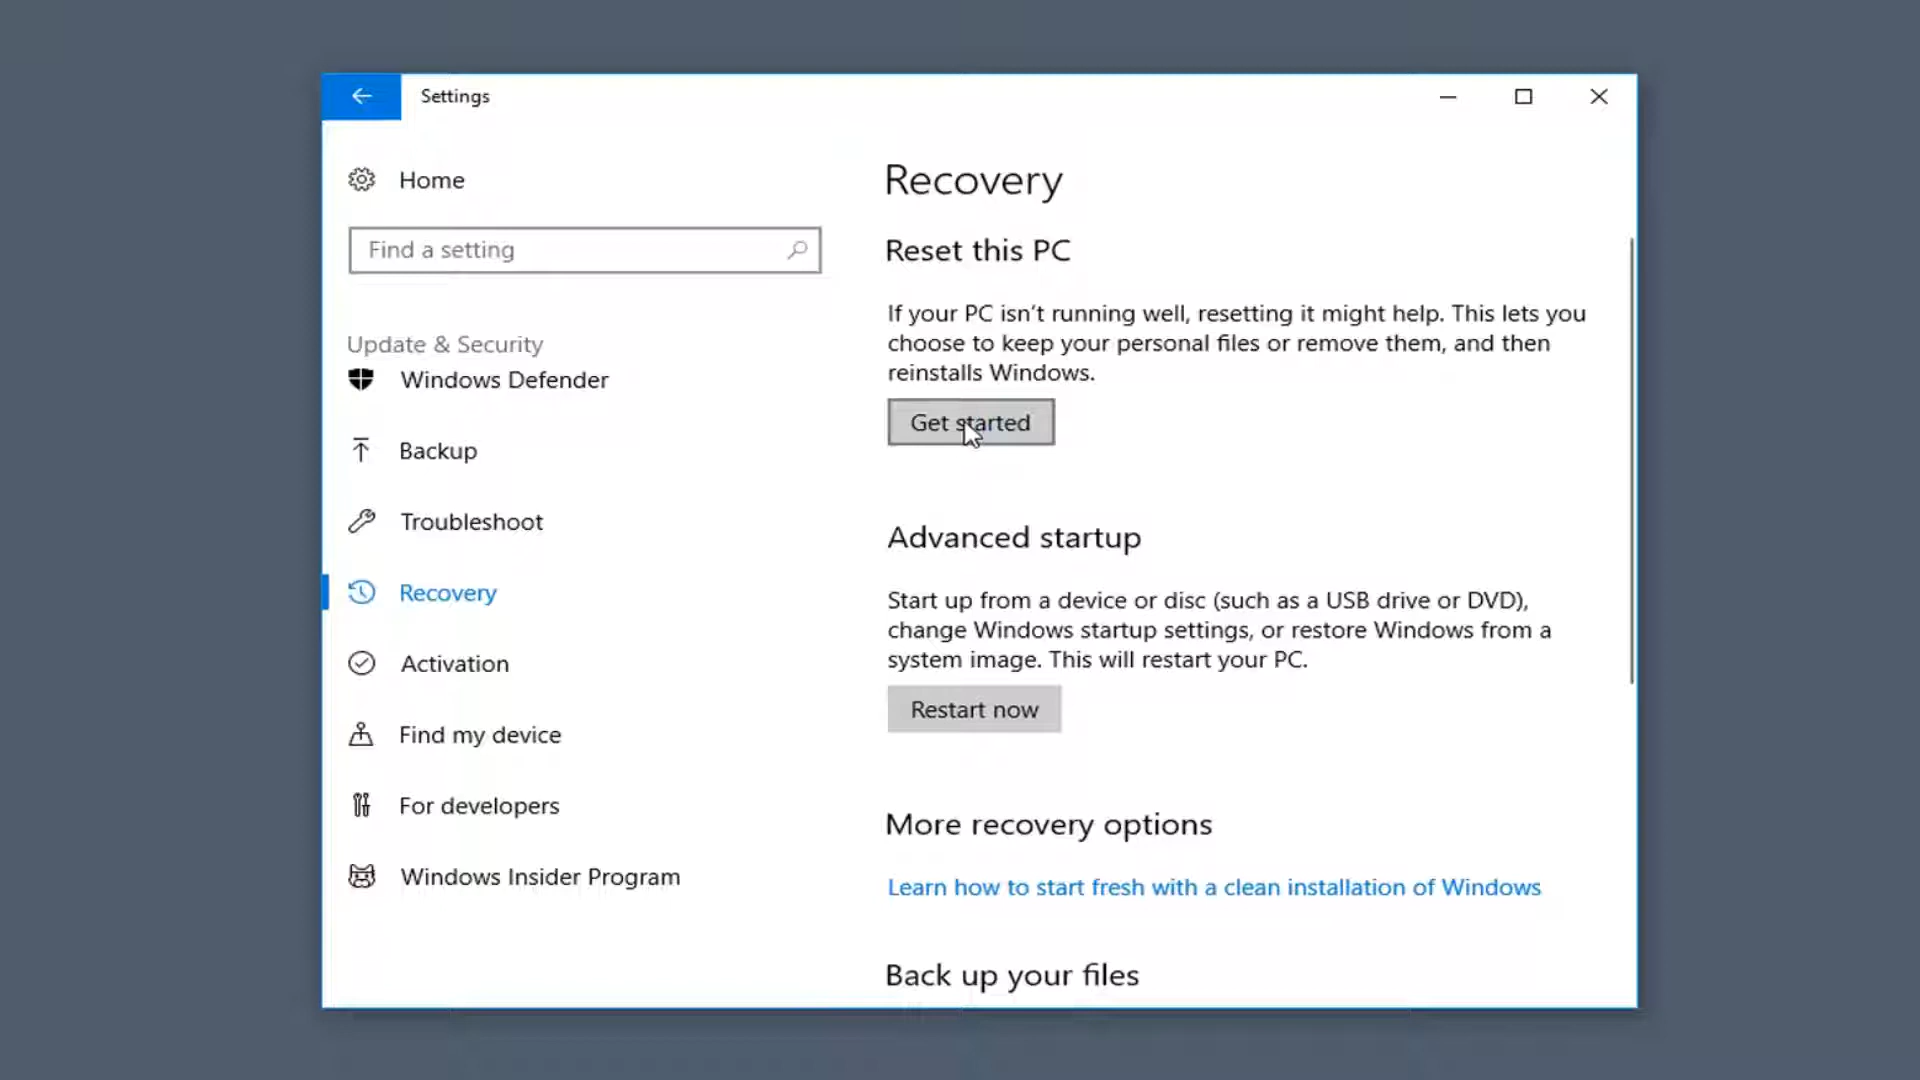 Settings
Home
Find a setting
Update & Security
Windows Defender
Backup
Troubleshoot
Recovery
Activation
Find my device
For developers
Windows Insider Program
Recovery
Reset this PC
If your PC isn't running well, resetting it might help. This lets you
choose to keep your personal files or remove them, and then
reinstalls Windows.
Get started
Advanced startup
Start up from a device or disc (such as a USB drive or DVD),
change Windows startup settings, or restore Windows from a
system image. This will restart your PC.
Restart now
More recovery options
Learn how to start fresh with a clean installation of Windows
Back up your files